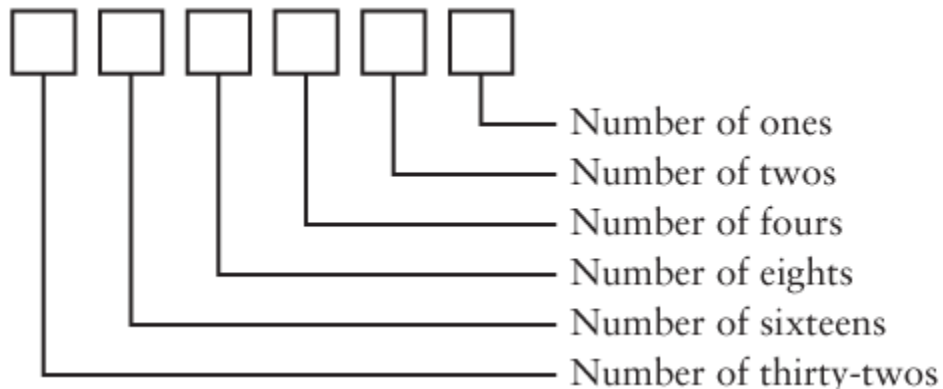 Number of ones
Number of twos
Number of fours
Number of eights
Number of sixteens
Number of thirty-twos